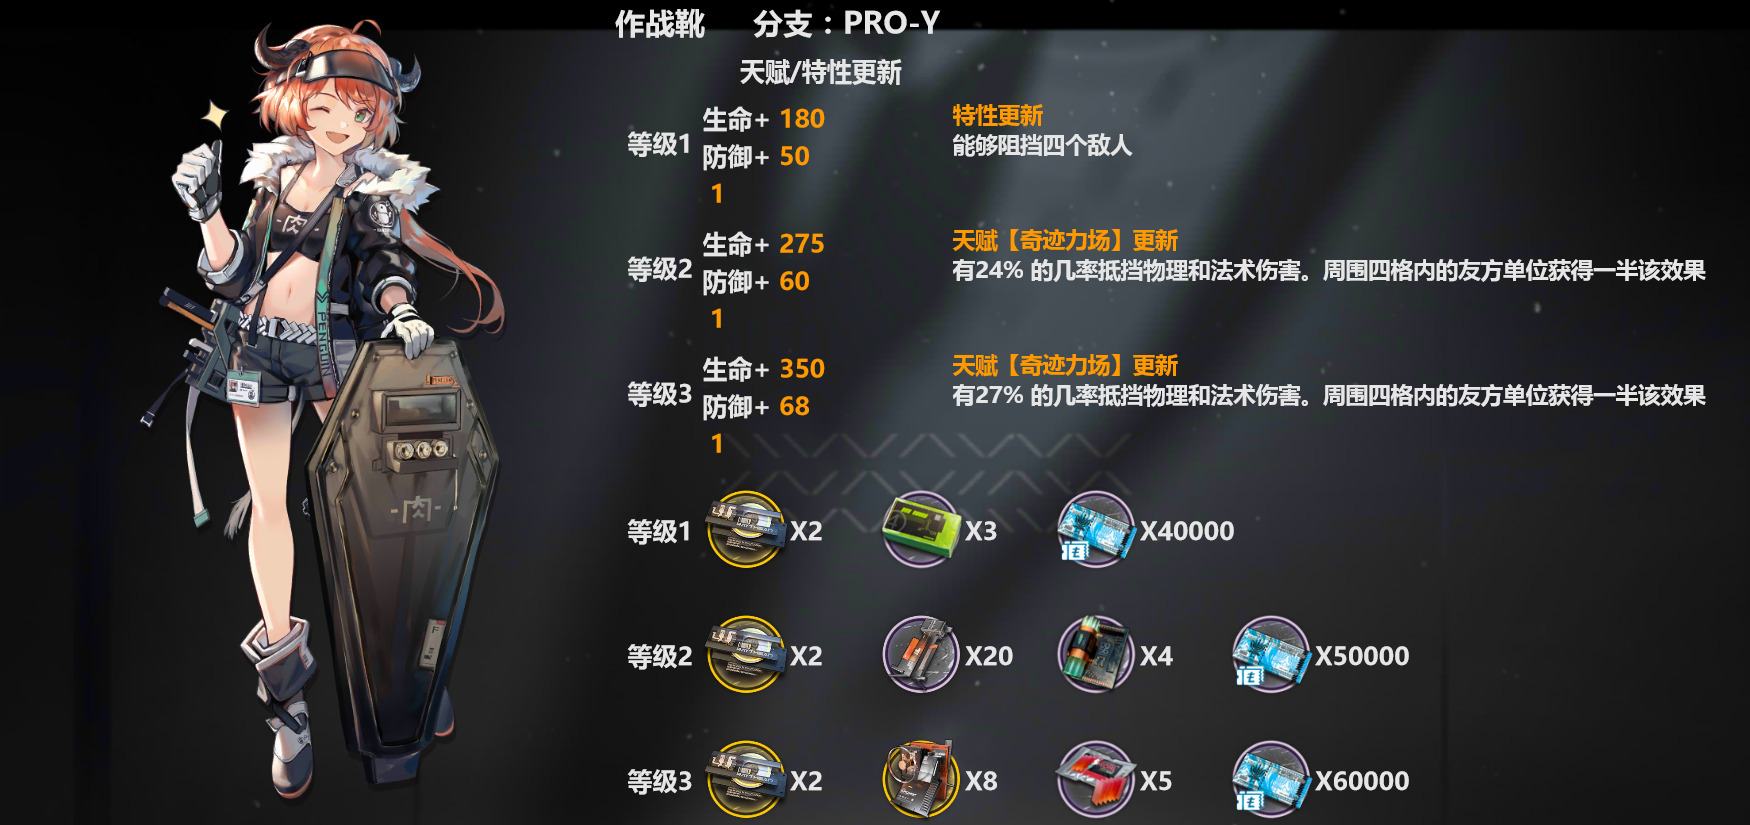 作战靴 分支：PRO-Y
天赋/特性更新
等级1
生命+ 180
防御+ 50
1
特性更新
能够阻挡四个敌人
等级2
生命+ 275
防御+ 60
1
天赋【奇迹力场】更新
有24% 的几率抵挡物理和法术伤害。周围四格内的友方单位获得一半该效果
等级3
生命+ 350
防御+ 68
1
天赋【奇迹力场】更新
有27% 的几率抵挡物理和法术伤害。周围四格内的友方单位获得一半该效果
等级1 X2 X3 X40000
等级2 X2 X20 X4 X50000
等级3 X2 X8 X5 X60000
-肉-
-肉-
PENGUIN